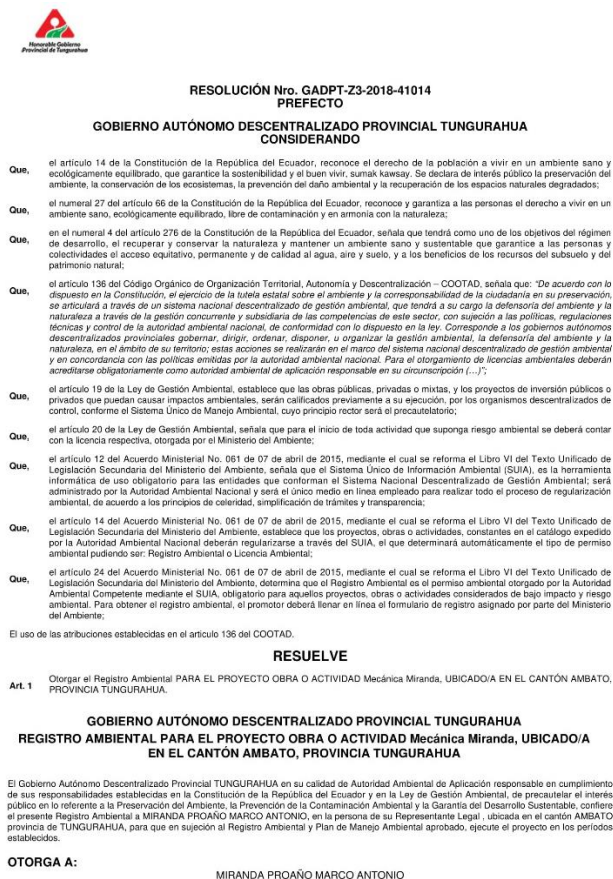 Honorable Gobierno
Provincial de Tungurahua
RESOLUCIÓN Nro. GADPT-Z3-2018-41014
PREFECTO
GOBIERNO AUTÓNOMO DESCENTRALIZADO PROVINCIAL TUNGURAHUA
CONSIDERANDO
Que, el artículo 14 de la Constitución de la República del Ecuador, reconoce el derecho de la población a vivir en un ambiente sano y
ecológicamente equilibrado, que garantice la sostenibilidad y el buen vivir, sumak kawsay. Se declara de interés público la preservación del
ambiente, la conservación de los ecosistemas, la prevención del daño ambiental y la recuperación de los espacios naturales degradados;
Que, el numeral 27 del artículo 66 de la Constitución de la República del Ecuador, reconoce y garantiza a las personas el derecho a vivir en un
ambiente sano, ecológicamente equilibrado, libre de contaminación y en armonía con la naturaleza;
Que, en el numeral 4 del artículo 276 de la Constitución de la República del Ecuador, señala que tendrá como uno de los objetivos del régimen
de desarrollo, el recuperar y conservar la naturaleza y mantener un ambiente sano y sustentable que garantice a las personas y
colectividades el acceso equitativo, permanente y de calidad al agua, aire y suelo, y a los beneficios de los recursos del subsuelo y del
patrimonio natural;
Que, el artículo 136 del Código Orgánico de Organización Territorial, Autonomía y Descentralización – COOTAD, señala que: “De acuerdo con lo
dispuesto en la Constitución, el ejercicio de la tutela estatal sobre el ambiente y la corresponsabilidad de la ciudadanía en su preservación,
se articulará a través de un sistema nacional descentralizado de gestión ambiental, que tendrá a su cargo la defensoría del ambiente y la
naturaleza a través de la gestión concurrente y subsidiaria de las competencias de este sector, con sujeción a las políticas, regulaciones
técnicas y control de la autoridad ambiental nacional, de conformidad con lo dispuesto en la ley. Corresponde a los gobiernos autónomos
descentralizados provinciales gobernar, dirigir, ordenar, disponer, u organizar la gestión ambiental, la defensoría del ambiente y la
naturaleza, en el ámbito de su territorio; estas acciones se realizarán en el marco del sistema nacional descentralizado de gestión ambiental
y en concordancia con las políticas emitidas por la autoridad ambiental nacional. Para el otorgamiento de licencias ambientales deberán
acreditarse obligatoriamente como autoridad ambiental de aplicación responsable en su circunscripción (…)”;
Que, el artículo 19 de la Ley de Gestión Ambiental, establece que las obras públicas, privadas o mixtas, y los proyectos de inversión públicos o
privados que puedan causar impactos ambientales, serán calificados previamente a su ejecución, por los organismos descentralizados de
control, conforme el Sistema Único de Manejo Ambiental, cuyo principio rector será el precautelatorio;
Que, el artículo 20 de la Ley de Gestión Ambiental, señala que para el inicio de toda actividad que suponga riesgo ambiental se deberá contar
con la licencia respectiva, otorgada por el Ministerio del Ambiente;
Que, el artículo 12 del Acuerdo Ministerial No. 061 de 07 de abril de 2015, mediante el cual se reforma el Libro VI del Texto Unificado de
Legislación Secundaria del Ministerio del Ambiente, señala que el Sistema Único de Información Ambiental (SUIA), es la herramienta
informática de uso obligatorio para las entidades que conforman el Sistema Nacional Descentralizado de Gestión Ambiental; será
administrado por la Autoridad Ambiental Nacional y será el único medio en línea empleado para realizar todo el proceso de regularización
ambiental, de acuerdo a los principios de celeridad, simplificación de trámites y transparencia;
Que, el artículo 14 del Acuerdo Ministerial No. 061 de 07 de abril de 2015, mediante el cual se reforma el Libro VI del Texto Unificado de
Legislación Secundaria del Ministerio del Ambiente, establece que los proyectos, obras o actividades, constantes en el catálogo expedido
por la Autoridad Ambiental Nacional deberán regularizarse a través del SUIA, el que determinará automáticamente el tipo de permiso
ambiental pudiendo ser: Registro Ambiental o Licencia Ambiental;
Que, el artículo 24 del Acuerdo Ministerial No. 061 de 07 de abril de 2015, mediante el cual se reforma el Libro VI del Texto Unificado de
Legislación Secundaria del Ministerio del Ambiente, determina que el Registro Ambiental es el permiso ambiental otorgado por la Autoridad
Ambiental Competente mediante el SUIA, obligatorio para aquellos proyectos, obras o actividades considerados de bajo impacto y riesgo
ambiental. Para obtener el registro ambiental, el promotor deberá llenar en línea el formulario de registro asignado por parte del Ministerio
del Ambiente;
El uso de las atribuciones establecidas en el articulo 136 del COOTAD.
RESUELVE
Art. 1 Otorgar el Registro Ambiental PARA EL PROYECTO OBRA O ACTIVIDAD Mecánica Miranda, UBICADO/A EN EL CANTÓN AMBATO,
PROVINCIA TUNGURAHUA.
GOBIERNO AUTÓNOMO DESCENTRALIZADO PROVINCIAL TUNGURAHUA
REGISTRO AMBIENTAL PARA EL PROYECTO OBRA O ACTIVIDAD Mecánica Miranda, UBICADO/A
EN EL CANTÓN AMBATO, PROVINCIA TUNGURAHUA
El Gobierno Autónomo Descentralizado Provincial TUNGURAHUA en su calidad de Autoridad Ambiental de Aplicación responsable en cumplimiento
de sus responsabilidades establecidas en la Constitución de la República del Ecuador y en la Ley de Gestión Ambiental, de precautelar el interés
público en lo referente a la Preservación del Ambiente, la Prevención de la Contaminación Ambiental y la Garantía del Desarrollo Sustentable, confiere
el presente Registro Ambiental a MIRANDA PROAÑO MARCO ANTONIO, en la persona de su Representante Legal , ubicada en el cantón AMBATO
provincia de TUNGURAHUA, para que en sujeción al Registro Ambiental y Plan de Manejo Ambiental aprobado, ejecute el proyecto en los períodos
establecidos.
OTORGA A:
MIRANDA PROAÑO MARCO ANTONIO